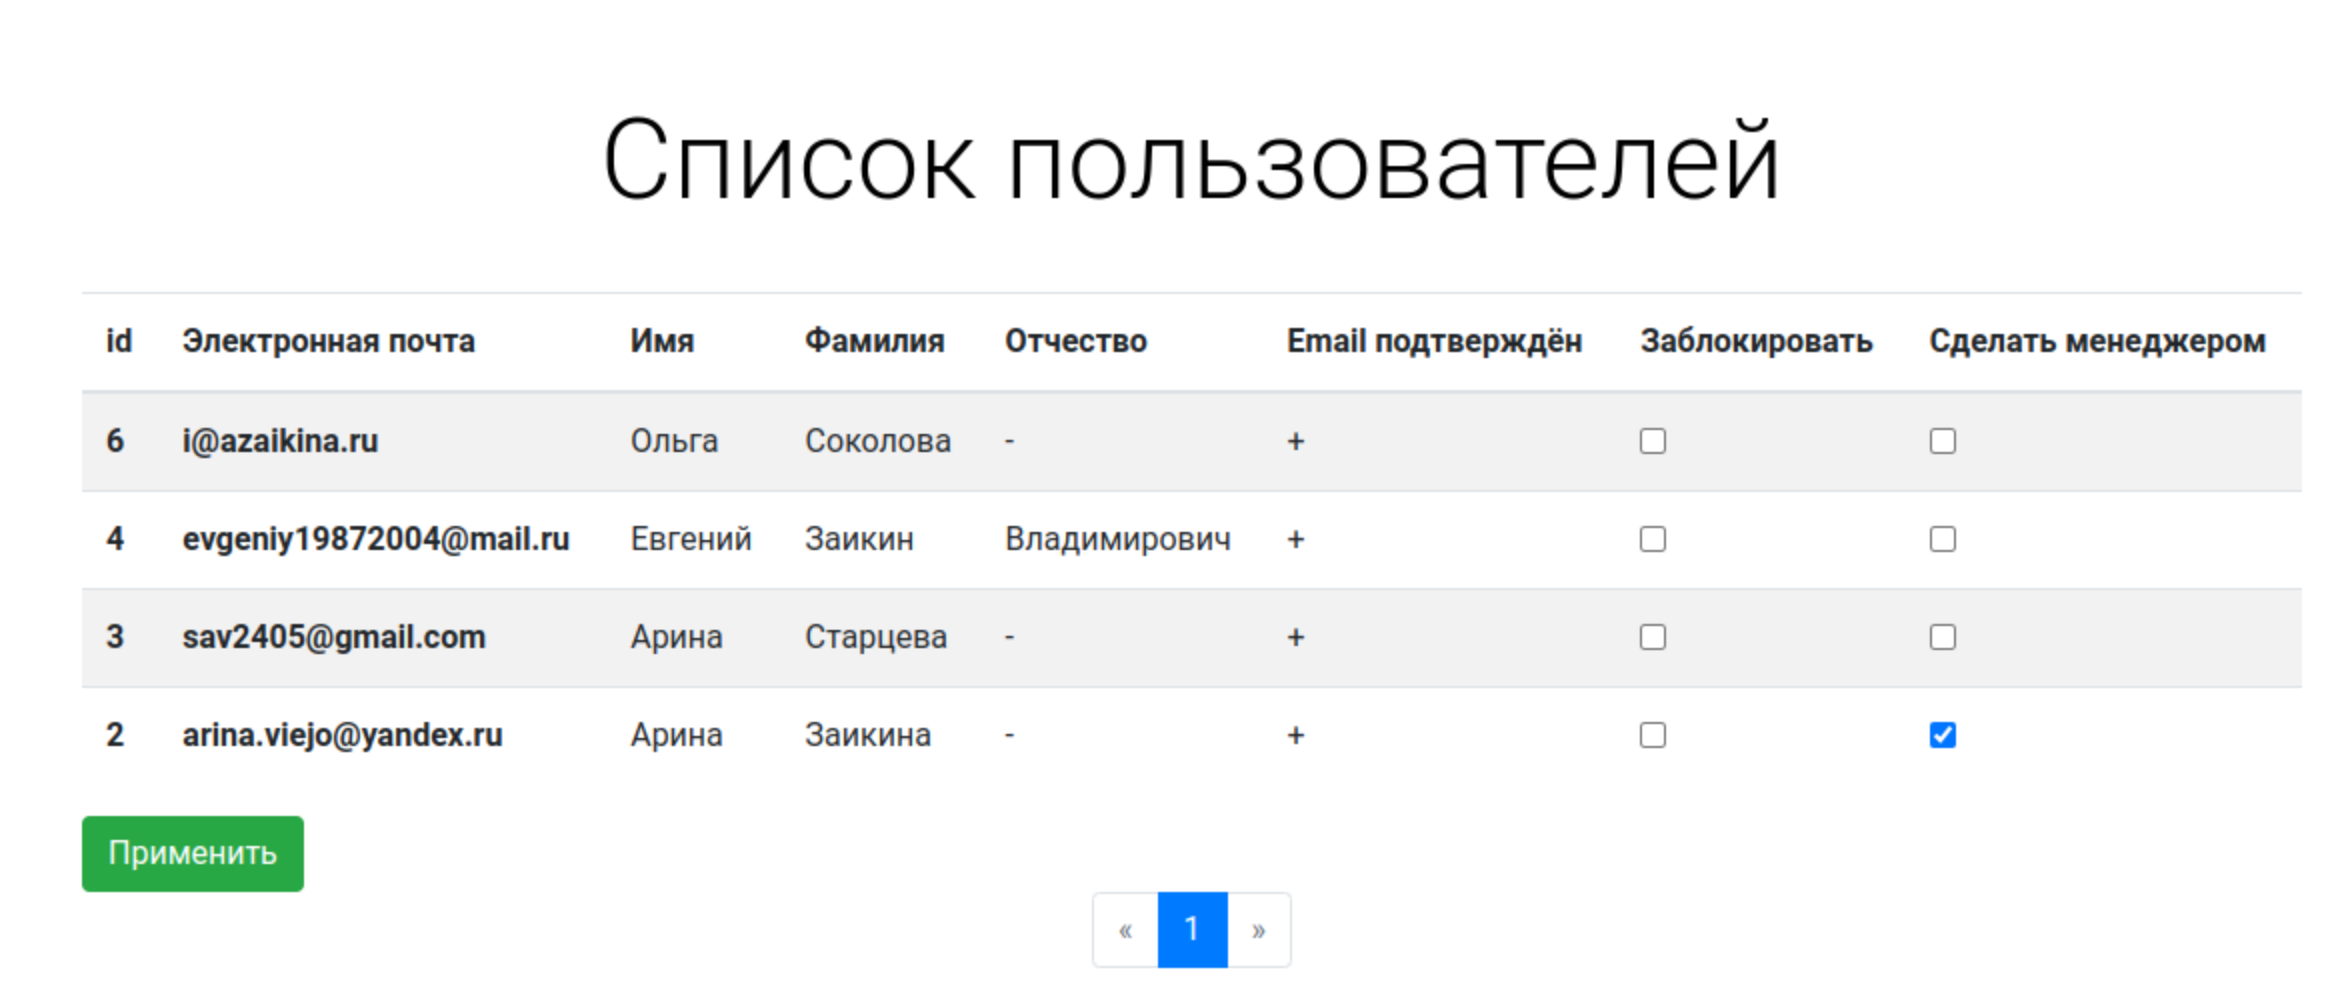 Список пользователей
id Электронная почта Имя Фамилия Отчество Email подтверждён Заблокировать Сделать менеджером
6 i@azaikina.ru Ольга Соколова - +
4 evgeniy19872004@mail.ru Евгений Заикин Владимирович +
3 sav2405@gmail.com Арина Старцева - +
2 arina.viejo@yandex.ru Арина Заикина - +
Применить
« 1 »